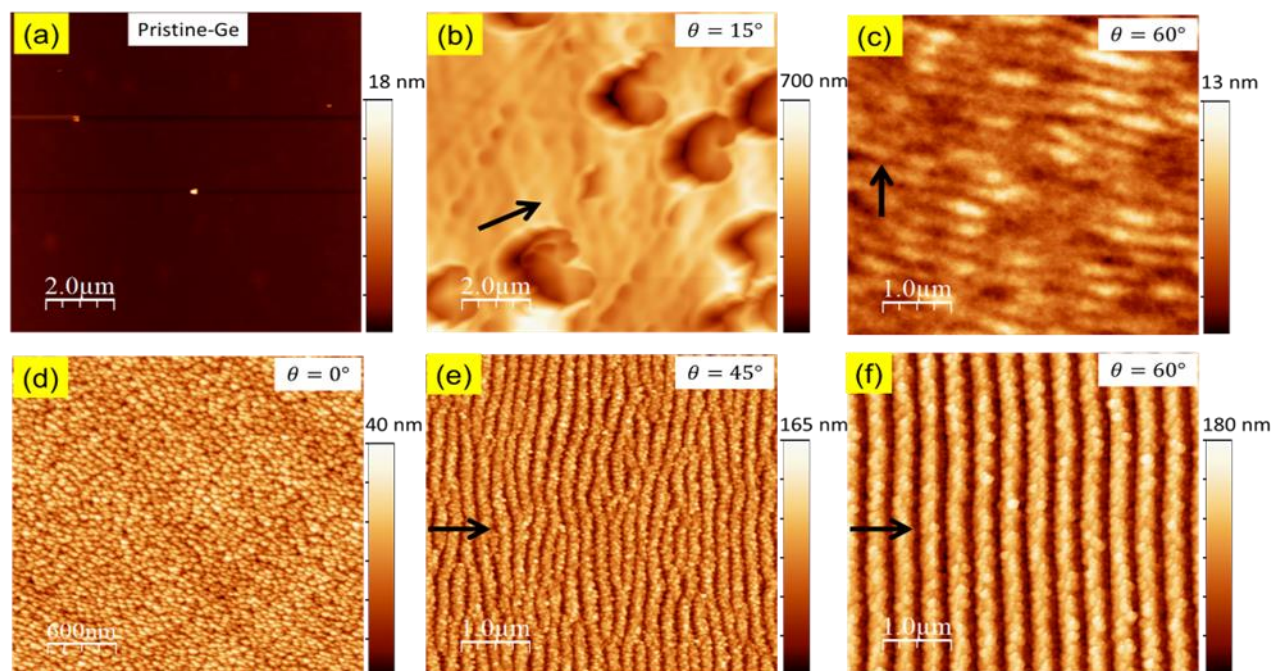 (a)
Pristine-Ge
18 nm
2.0μm
(b)
θ = 15°
700 nm
2.0μm
(c)
θ = 60°
13 nm
1.0μm
(d)
θ = 0°
40 nm
600nm
(e)
θ = 45°
165 nm
1.0μm
(f)
θ = 60°
180 nm
1.0μm